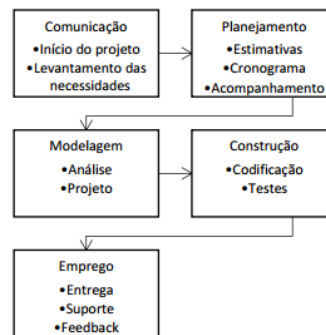 Comunicação
•Início do projeto
•Levantamento das
necessidades
Planejamento
•Estimativas
•Cronograma
•Acompanhamento
Modelagem
•Análise
•Projeto
Construção
•Codificação
•Testes
Emprego
•Entrega
•Suporte
•Feedback